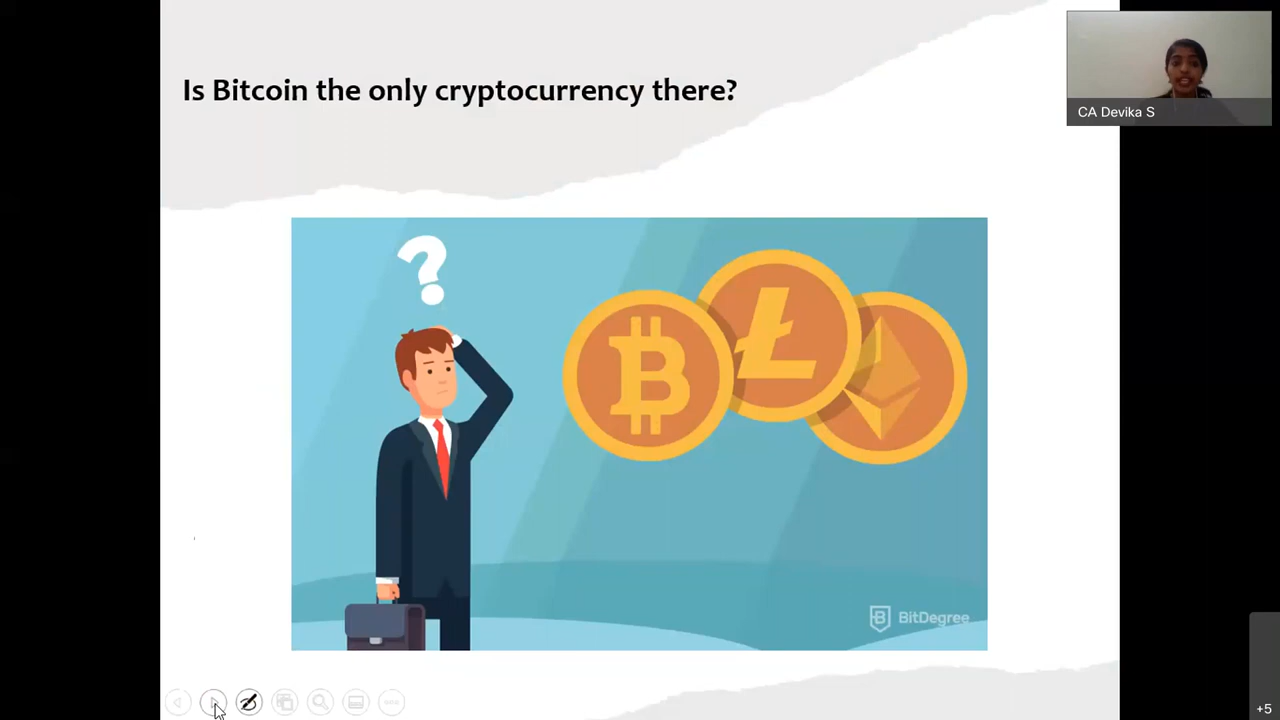 Is Bitcoin the only cryptocurrency there?
CA Devika S
?
BitDegree
+5